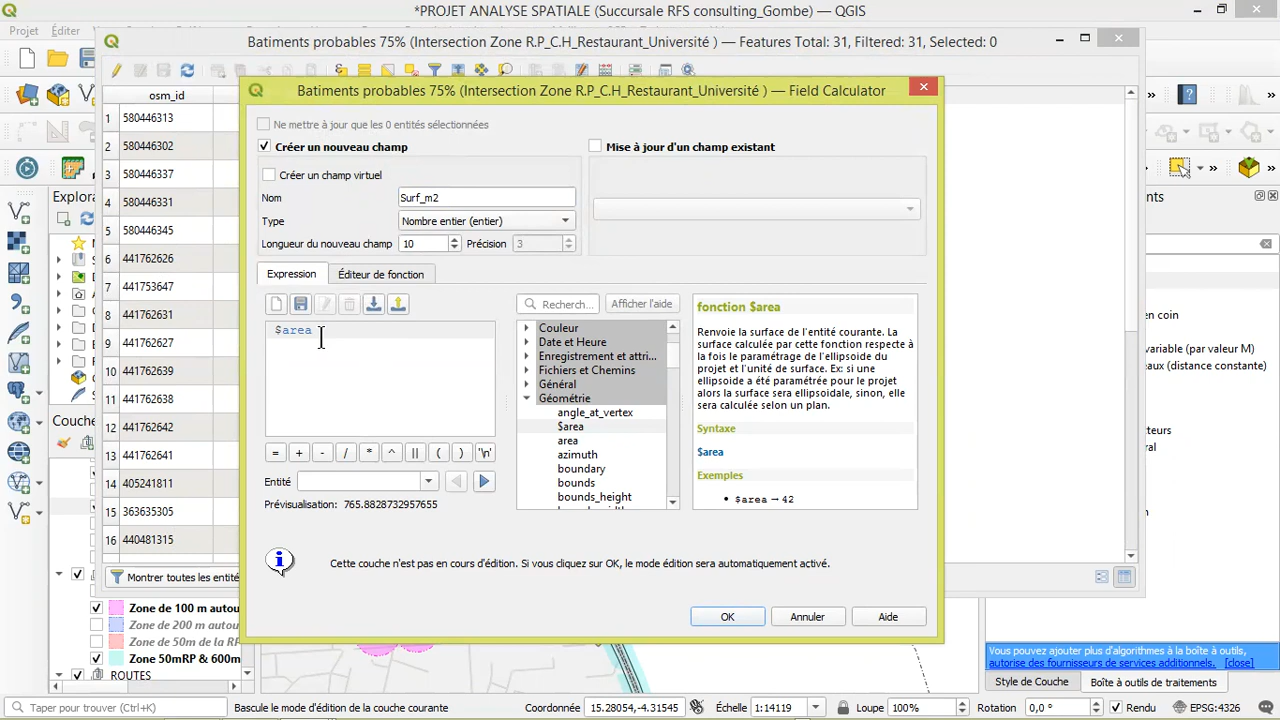 *PROJET ANALYSE SPATIALE (Succursale RFS consulting_Gombe) — QGIS
Projet
Éditer
Batiments probables 75% (Intersection Zone R.P_C.H_Restaurant_Université ) — Features Total: 31, Filtered: 31, Selected: 0
Batiments probables 75% (Intersection Zone R.P_C.H_Restaurant_Université ) — Field Calculator
osm_id
1 580446313
2 580446302
3 580446337
4 580446331
5 580446345
6 441762626
7 441753647
8 441762631
9 441762627
10 441762639
11 441762638
12 441762642
13 441762641
14 405241811
15 363635305
16 440481315
Montrer toutes les entité
Ne mettre à jour que les 0 entités sélectionnées
Créer un nouveau champ
Mise à jour d'un champ existant
Créer un champ virtuel
Nom
Surf_m2
Type
Nombre entier (entier)
Longueur du nouveau champ
10
Précision
3
Expression
Éditeur de fonction
$area
= + - / * ^ || ( ) '\n'
Entité
Prévisualisation: 765.8828732957655
Recherch...
Afficher l'aide
Couleur
Date et Heure
Enregistrement et attri...
Fichiers et Chemins
Général
Géométrie
angle_at_vertex
$area
area
azimuth
boundary
bounds
bounds_height
fonction $area
Renvoie la surface de l'entité courante. La
surface calculée par cette fonction respecte à
la fois le paramétrage de l'ellipsoide du
projet et l'unité de surface. Ex: si une
ellipsoide a été paramétrée pour le projet
alors la surface sera ellipsoidale, sinon, elle
sera calculée selon un plan.
Syntaxe
$area
Exemples
• $area → 42
Cette couche n'est pas en cours d'édition. Si vous cliquez sur OK, le mode édition sera automatiquement activé.
OK
Annuler
Aide
Explora
Couche
Zone de 100 m autou
Zone de 200 m autou
Zone de 50m de la RP
Zone 50mRP & 600m
ROUTES
ents
en coin
variable (par valeur M)
eaux (distance constante)
ecteurs
ral
Vous pouvez ajouter plus d'algorithmes à la boîte à outils,
autorise des fournisseurs de services additionnels. [close]
Style de Couche
Boîte à outils de traitements
Taper pour trouver (Ctrl+K)
Bascule le mode d'édition de la couche courante
Coordonnée
15.28054,-4.31545
Échelle
1:14119
Loupe
100%
Rotation
0,0 °
Rendu
EPSG:4326